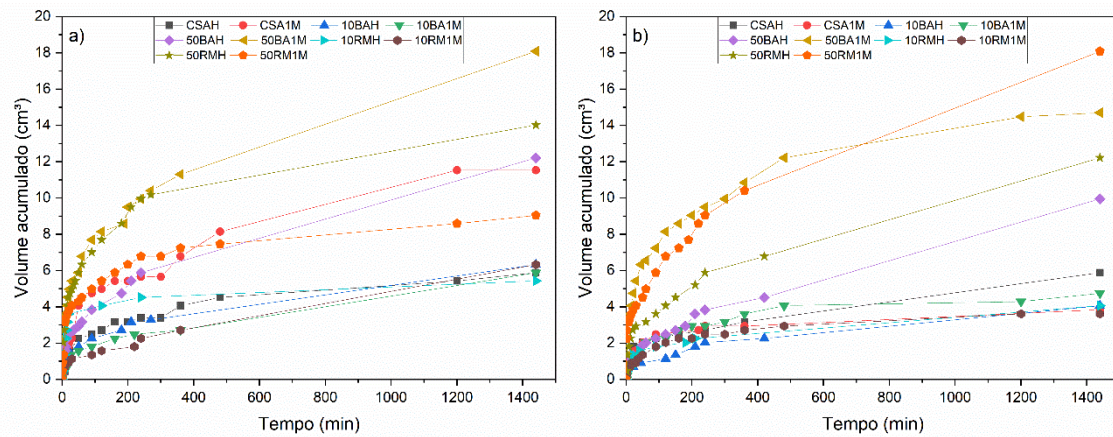 a)
CSAH CSA1M 10BAH 10BA1M
50BAH 50BA1M 10RMH 10RM1M
50RMH 50RM1M
Volume acumulado (cm³)
20
18
16
14
12
10
8
6
4
2
0
0 200 400 600 800 1000 1200 1400
Tempo (min)
b)
CSAH CSA1M 10BAH 10BA1M
50BAH 50BA1M 10RMH 10RM1M
50RMH 50RM1M
Volume acumulado (cm³)
20
18
16
14
12
10
8
6
4
2
0
0 200 400 600 800 1000 1200 1400
Tempo (min)